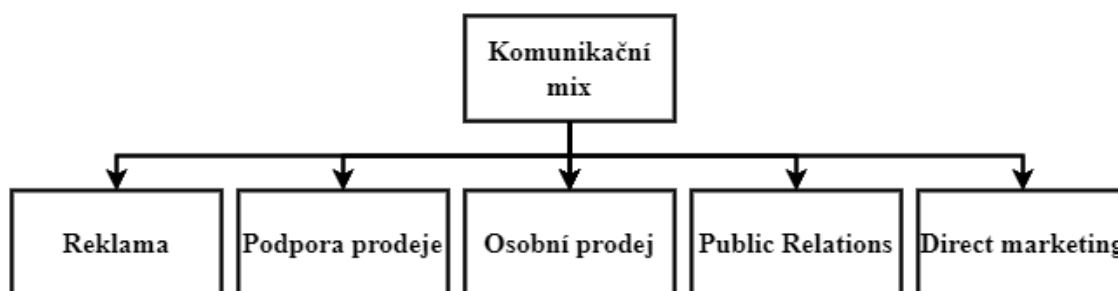 Komunikační
mix
Reklama
Podpora prodeje
Osobní prodej
Public Relations
Direct marketing